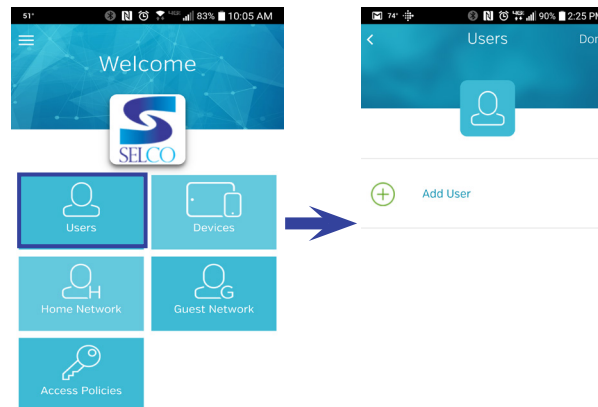 51° 83% 10:05 AM
Welcome
SELCO
Users
Devices
Home Network
Guest Network
Access Policies
74° 90% 2:25 PM
Users
Don
Add User